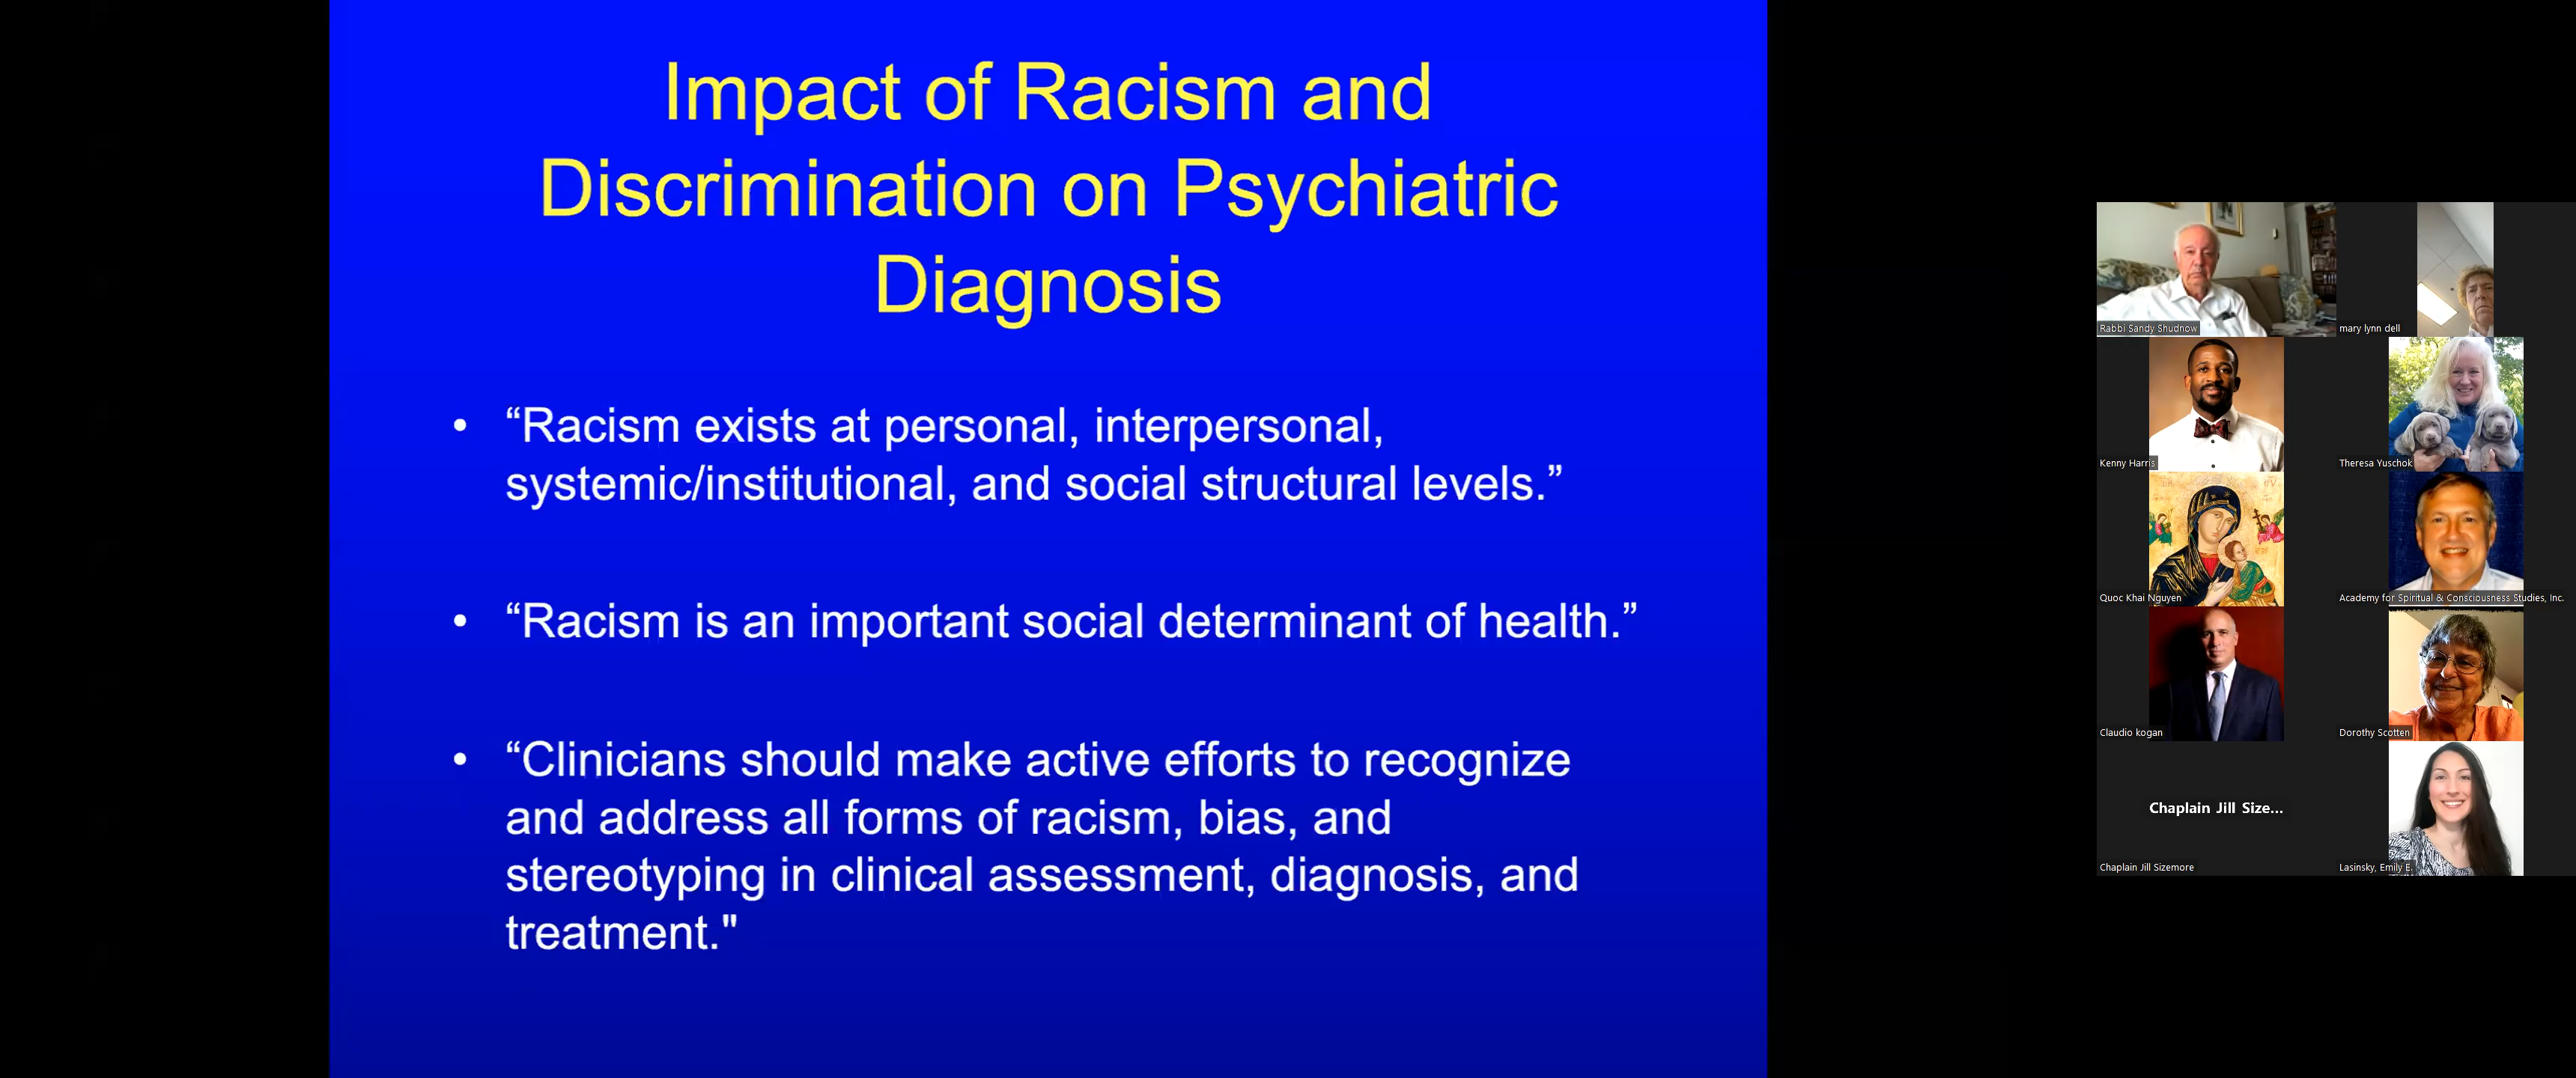 Impact of Racism and
Discrimination on Psychiatric
Diagnosis
• “Racism exists at personal, interpersonal,
systemic/institutional, and social structural levels.”
• “Racism is an important social determinant of health.”
• “Clinicians should make active efforts to recognize
and address all forms of racism, bias, and
stereotyping in clinical assessment, diagnosis, and
treatment."
Rabbi Sandy Shudnow
mary lynn dell
Kenny Harris
Theresa Yuschok
Quoc Khai Nguyen
Academy for Spiritual & Consciousness Studies, Inc.
Claudio kogan
Dorothy Scotten
Chaplain Jill Size...
Chaplain Jill Sizemore
Lasinsky, Emily E.